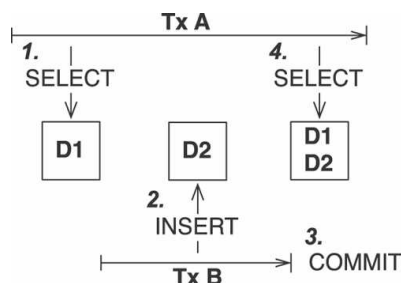 Tx A
1.
SELECT
4.
SELECT
D1
D2
D1
D2
2.
INSERT
3.
COMMIT
Tx B